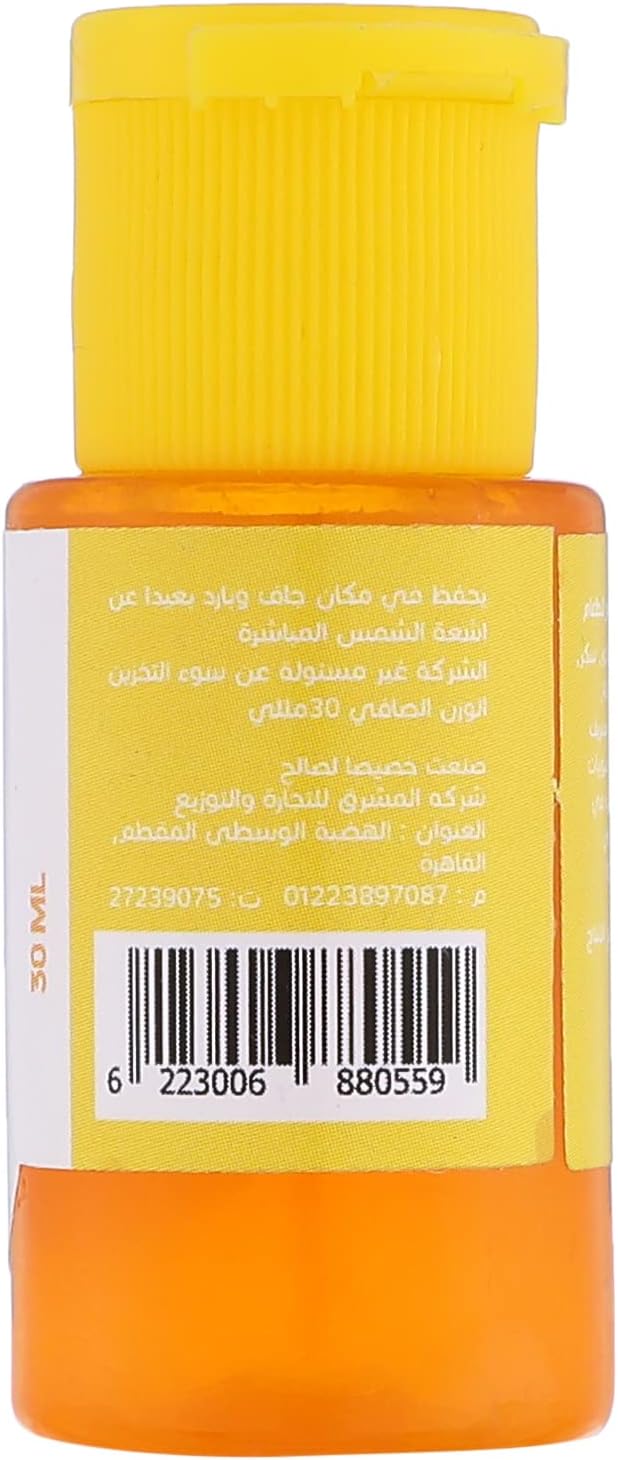 يحفظ في مكان جاف وبارد بعيدا عن
اشعة الشمس المباشرة
الشركة غير مسئولة عن سوء التخزين
الوزن الصافي 30مللي
صنعت خصيصا لصالح
شركه المشرق للتجارة والتوزيع
العنوان : الهضبة الوسطى المقطم,
القاهره
م : 01223897087 ت: 27239075
6 223006 880559
30 ML